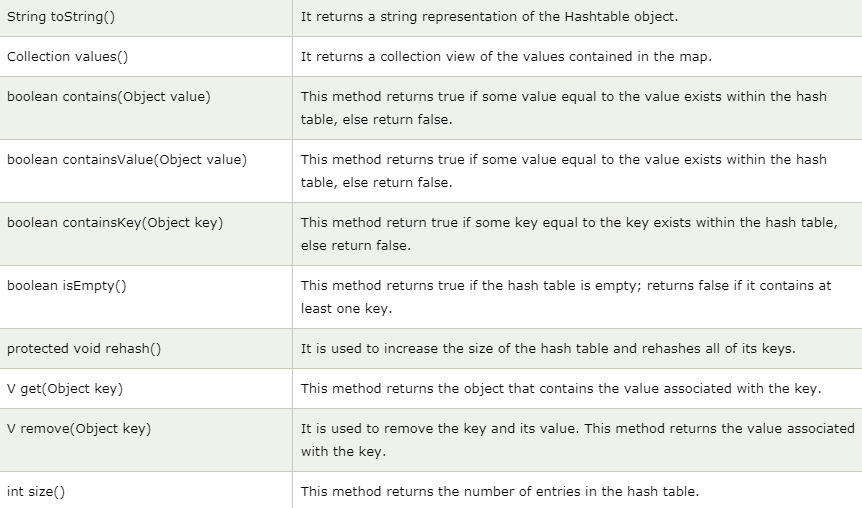 String toString()
It returns a string representation of the Hashtable object.
Collection values()
It returns a collection view of the values contained in the map.
boolean contains(Object value)
This method returns true if some value equal to the value exists within the hash
table, else return false.
boolean containsValue(Object value)
This method returns true if some value equal to the value exists within the hash
table, else return false.
boolean containsKey(Object key)
This method return true if some key equal to the key exists within the hash table,
else return false.
boolean isEmpty()
This method returns true if the hash table is empty; returns false if it contains at
least one key.
protected void rehash()
It is used to increase the size of the hash table and rehashes all of its keys.
V get(Object key)
This method returns the object that contains the value associated with the key.
V remove(Object key)
It is used to remove the key and its value. This method returns the value associated
with the key.
int size()
This method returns the number of entries in the hash table.